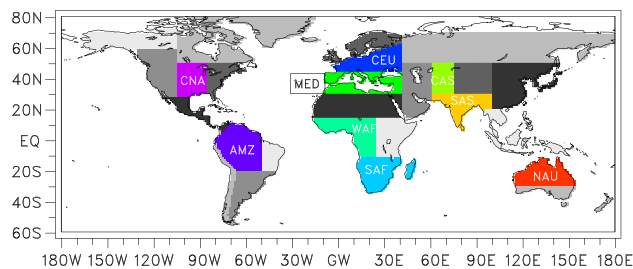 80N
60N
40N
20N
EQ
20S
40S
60S
CEU
CNA
MED
CAS
SAS
WAF
AMZ
SAF
NAU
180W 150W 120W 90W 60W 30W GW 30E 60E 90E 120E 150E 180E